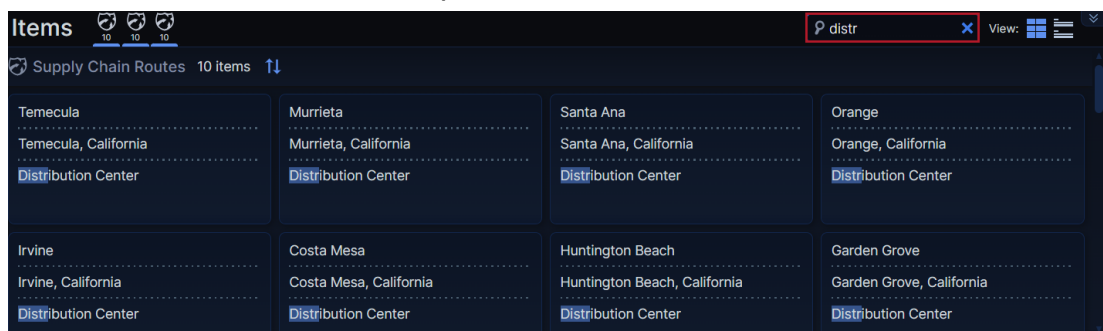 Items 10 10 10 distr View:
Supply Chain Routes 10 items
Temecula Murrieta Santa Ana Orange
Temecula, California Murrieta, California Santa Ana, California Orange, California
Distribution Center Distribution Center Distribution Center Distribution Center
Irvine Costa Mesa Huntington Beach Garden Grove
Irvine, California Costa Mesa, California Huntington Beach, California Garden Grove, California
Distribution Center Distribution Center Distribution Center Distribution Center